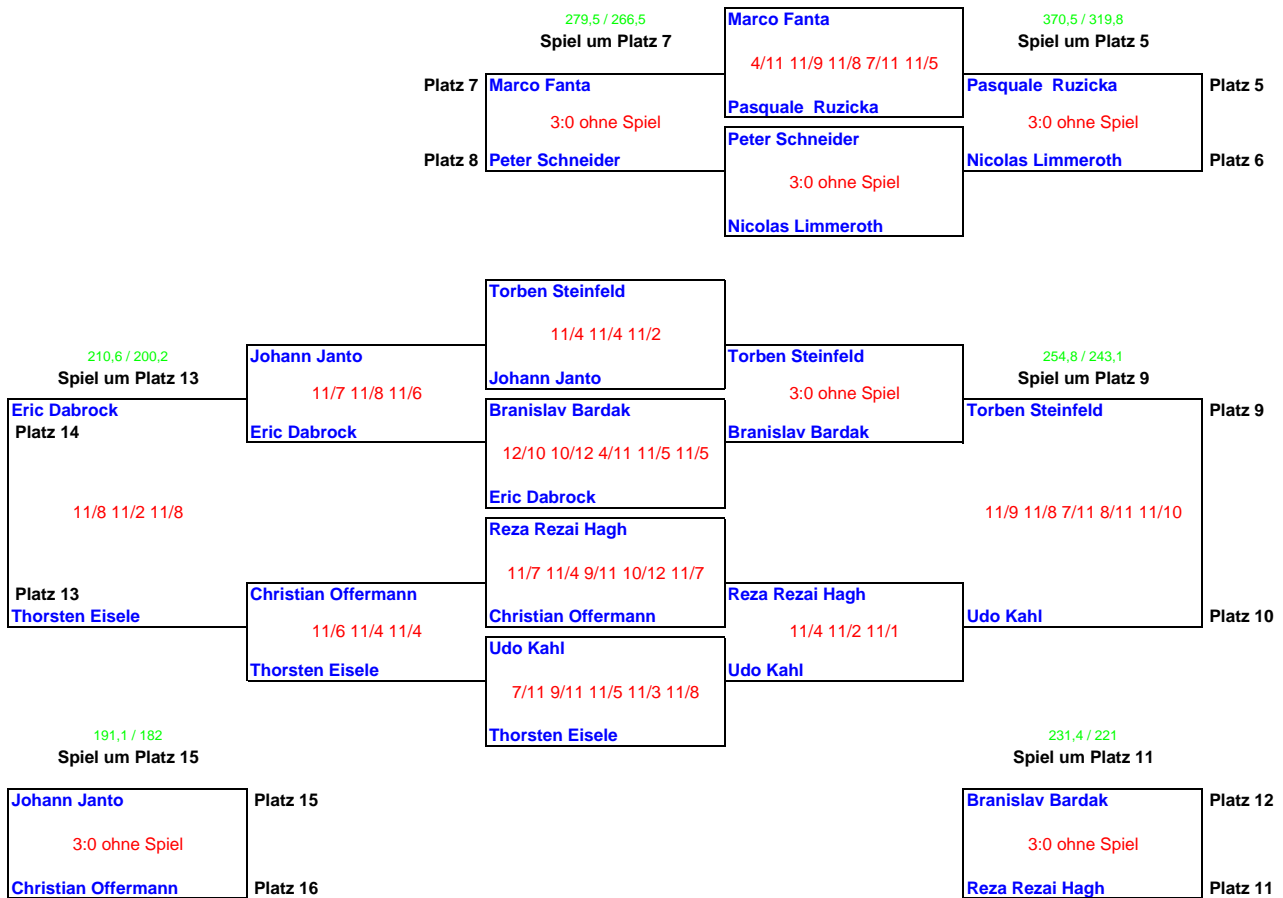 279,5 / 266,5 Marco Fanta 370,5 / 319,8
Spiel um Platz 7 Spiel um Platz 5
4/11 11/9 11/8 7/11 11/5
Platz 7 Marco Fanta Pasquale Ruzicka Platz 5
Pasquale Ruzicka
3:0 ohne Spiel 3:0 ohne Spiel
Peter Schneider
Platz 8 Peter Schneider Nicolas Limmeroth Platz 6
3:0 ohne Spiel
Nicolas Limmeroth
Torben Steinfeld
11/4 11/4 11/2
210,6 / 200,2 Johann Janto Torben Steinfeld 254,8 / 243,1
Spiel um Platz 13 Johann Janto Spiel um Platz 9
11/7 11/8 11/6 3:0 ohne Spiel
Eric Dabrock Branislav Bardak Torben Steinfeld Platz 9
Platz 14 Eric Dabrock Branislav Bardak
12/10 10/12 4/11 11/5 11/5
Eric Dabrock
11/8 11/2 11/8 11/9 11/8 7/11 8/11 11/10
Reza Rezai Hagh
11/7 11/4 9/11 10/12 11/7
Platz 13 Christian Offermann Reza Rezai Hagh
Thorsten Eisele Christian Offermann Udo Kahl Platz 10
11/6 11/4 11/4 11/4 11/2 11/1
Udo Kahl
Thorsten Eisele Udo Kahl
7/11 9/11 11/5 11/3 11/8
191,1 / 182 Thorsten Eisele 231,4 / 221
Spiel um Platz 15 Spiel um Platz 11
Johann Janto Platz 15 Branislav Bardak Platz 12
3:0 ohne Spiel 3:0 ohne Spiel
Christian Offermann Platz 16 Reza Rezai Hagh Platz 11